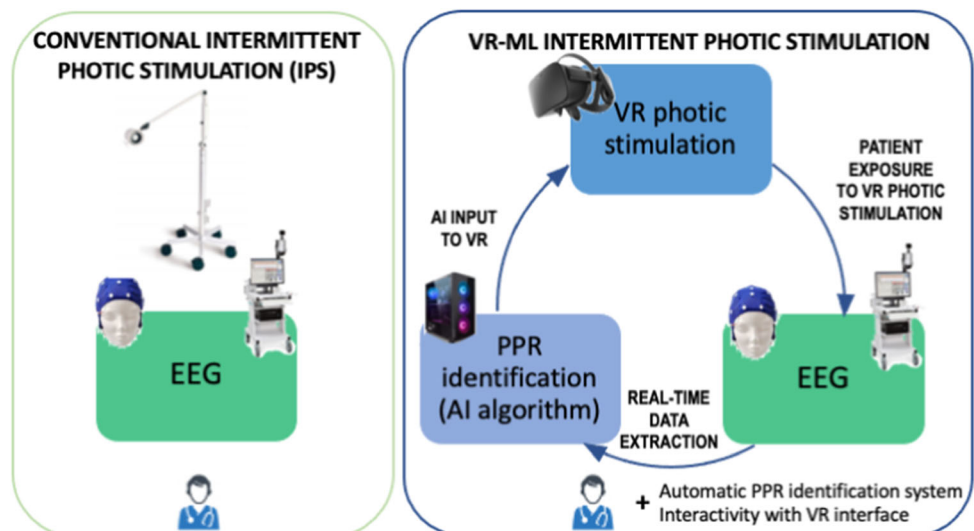 CONVENTIONAL INTERMITTENT
PHOTIC STIMULATION (IPS)
EEG
VR-ML INTERMITTENT PHOTIC STIMULATION
VR photic
stimulation
PATIENT
EXPOSURE
TO VR PHOTIC
STIMULATION
AI INPUT
TO VR
PPR
identification
(AI algorithm)
REAL-TIME
DATA
EXTRACTION
EEG
+ Automatic PPR identification system
Interactivity with VR interface